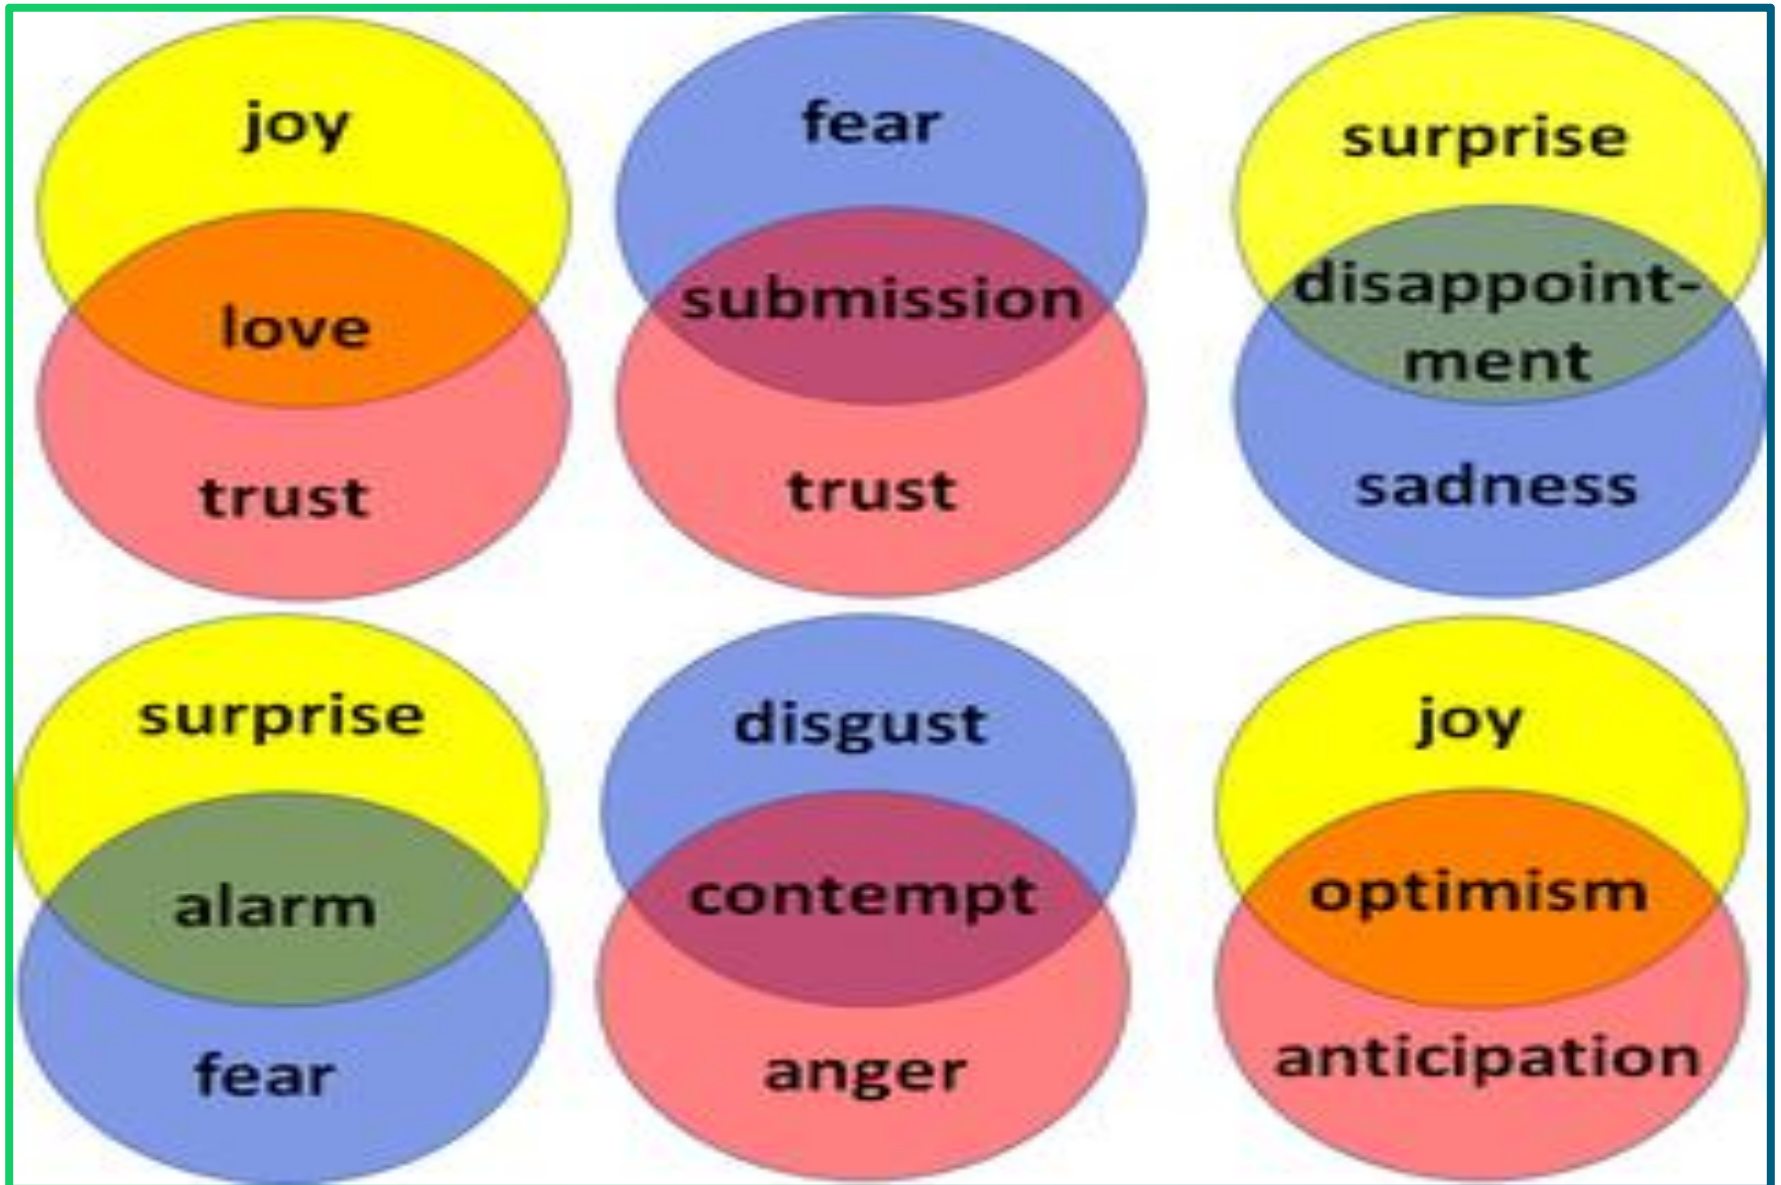 joy
love
trust
fear
submission
trust
surprise
disappoint-
ment
sadness
surprise
alarm
fear
disgust
contempt
anger
joy
optimism
anticipation